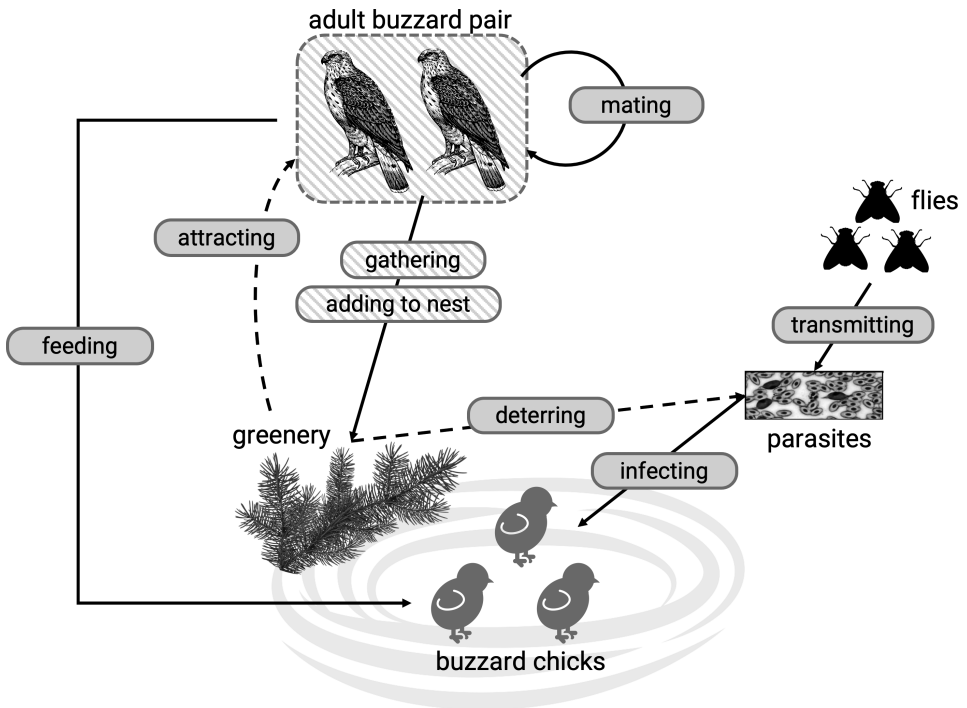 adult buzzard pair
mating
flies
attracting
gathering
adding to nest
transmitting
feeding
deterring
greenery
parasites
infecting
buzzard chicks